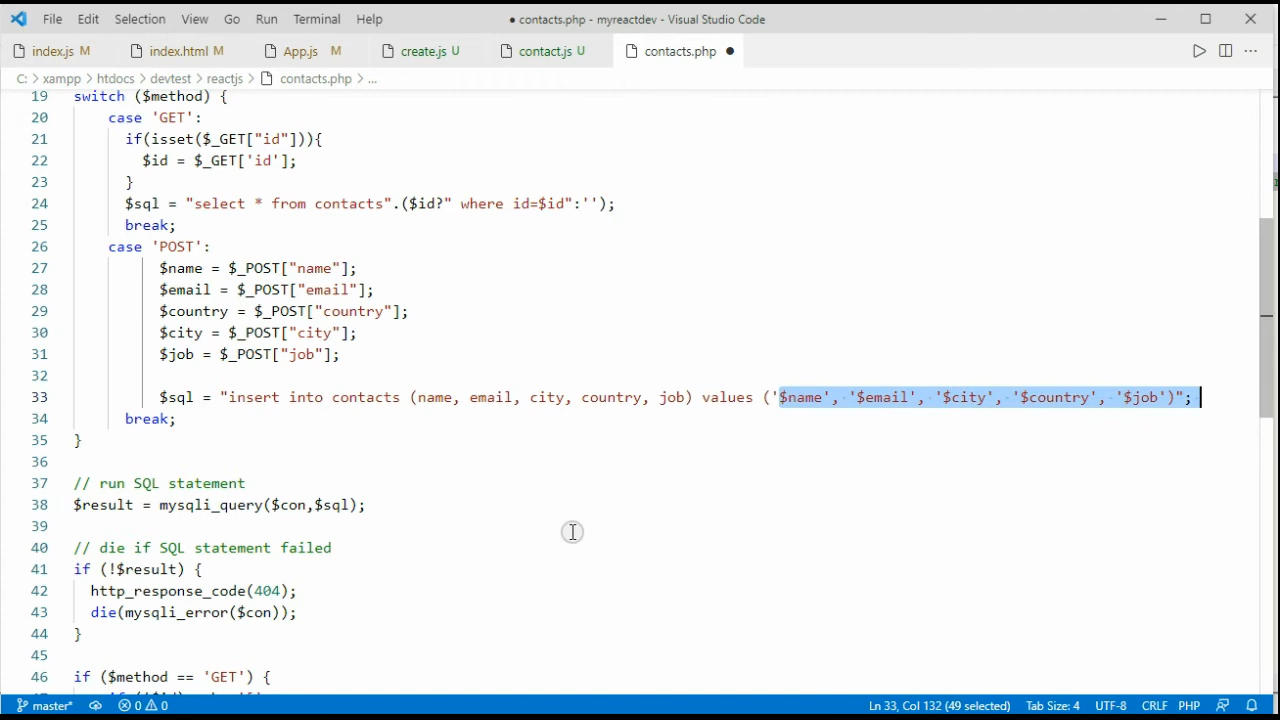 File Edit Selection View Go Run Terminal Help ● contacts.php - myreactdev - Visual Studio Code
index.js M index.html M App.js M create.js U contact.js U contacts.php ●
C: > xampp > htdocs > devtest > reactjs > contacts.php > ...
19 switch ($method) {
20 case 'GET':
21 if(isset($_GET["id"])){
22 $id = $_GET['id'];
23 }
24 $sql = "select * from contacts".($id?" where id=$id":'');
25 break;
26 case 'POST':
27 $name = $_POST["name"];
28 $email = $_POST["email"];
29 $country = $_POST["country"];
30 $city = $_POST["city"];
31 $job = $_POST["job"];
32
33 $sql = "insert into contacts (name, email, city, country, job) values ('$name', '$email', '$city', '$country', '$job')";
34 break;
35 }
36
37 // run SQL statement
38 $result = mysqli_query($con,$sql);
39
40 // die if SQL statement failed
41 if (!$result) {
42 http_response_code(404);
43 die(mysqli_error($con));
44 }
45
46 if ($method == 'GET') {
master* 0 0 Ln 33, Col 132 (49 selected) Tab Size: 4 UTF-8 CRLF PHP